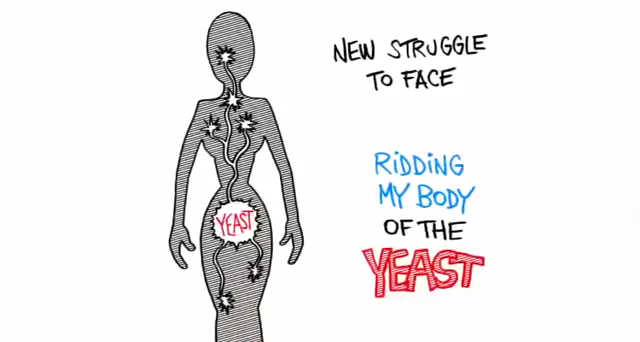 NEW STRUGGLE
TO FACE
RiDDING
MY BODY
OF THE
YEAST
YEAST